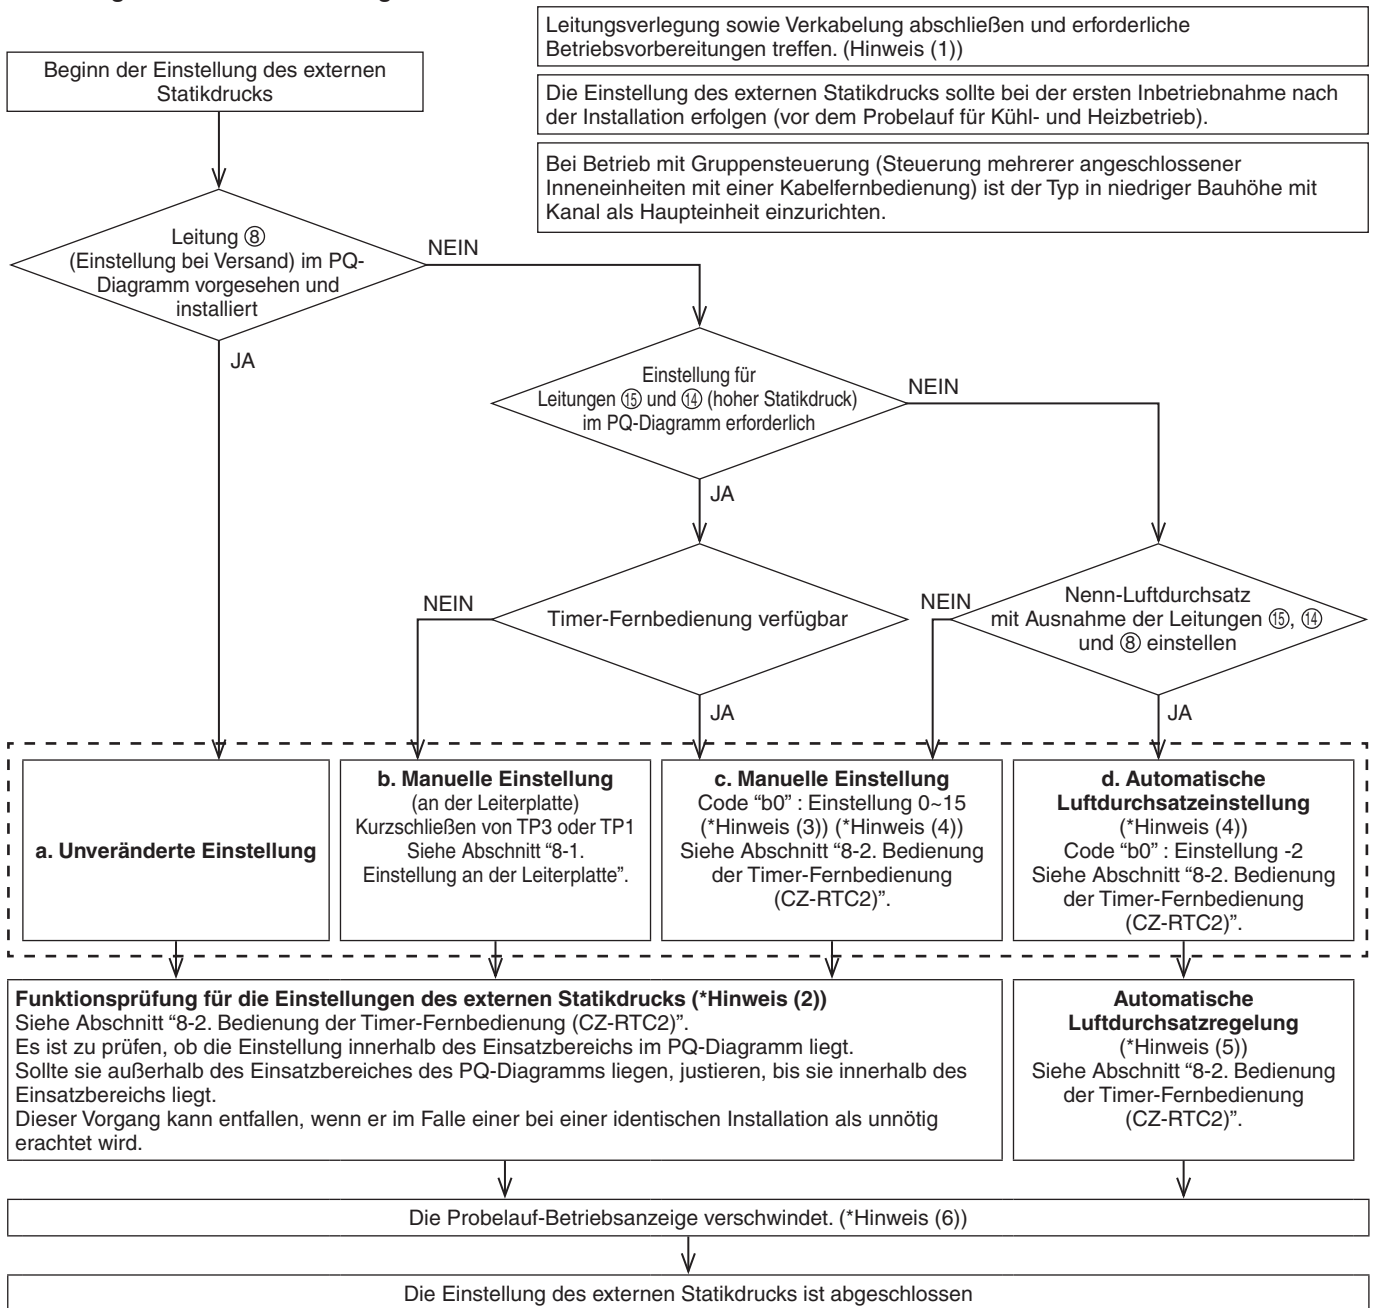 Leitungsverlegung sowie Verkabelung abschließen und erforderliche
Betriebsvorbereitungen treffen. (Hinweis (1))
Beginn der Einstellung des externen
Statikdrucks
Die Einstellung des externen Statikdrucks sollte bei der ersten Inbetriebnahme nach
der Installation erfolgen (vor dem Probelauf für Kühl- und Heizbetrieb).
Bei Betrieb mit Gruppensteuerung (Steuerung mehrerer angeschlossener
Inneneinheiten mit einer Kabelfernbedienung) ist der Typ in niedriger Bauhöhe mit
Kanal als Haupteinheit einzurichten.
Leitung ⑧
(Einstellung bei Versand) im PQ-
Diagramm vorgesehen und
installiert
NEIN
JA
Einstellung für
Leitungen ⑮ und ⑭ (hoher Statikdruck)
im PQ-Diagramm erforderlich
NEIN
JA
Timer-Fernbedienung verfügbar
NEIN
JA
Nenn-Luftdurchsatz
mit Ausnahme der Leitungen ⑮, ⑭
und ⑧ einstellen
NEIN
JA
a. Unveränderte Einstellung
b. Manuelle Einstellung
(an der Leiterplatte)
Kurzschließen von TP3 oder TP1
Siehe Abschnitt “8-1.
Einstellung an der Leiterplatte”.
c. Manuelle Einstellung
Code “b0” : Einstellung 0~15
(*Hinweis (3)) (*Hinweis (4))
Siehe Abschnitt “8-2. Bedienung
der Timer-Fernbedienung
(CZ-RTC2)”.
d. Automatische
Luftdurchsatzeinstellung
(*Hinweis (4))
Code “b0” : Einstellung -2
Siehe Abschnitt “8-2. Bedienung
der Timer-Fernbedienung
(CZ-RTC2)”.
Funktionsprüfung für die Einstellungen des externen Statikdrucks (*Hinweis (2))
Siehe Abschnitt “8-2. Bedienung der Timer-Fernbedienung (CZ-RTC2)”.
Es ist zu prüfen, ob die Einstellung innerhalb des Einsatzbereichs im PQ-Diagramm liegt.
Sollte sie außerhalb des Einsatzbereiches des PQ-Diagramms liegen, justieren, bis sie innerhalb des
Einsatzbereichs liegt.
Dieser Vorgang kann entfallen, wenn er im Falle einer bei einer identischen Installation als unnötig
erachtet wird.
Automatische
Luftdurchsatzregelung
(*Hinweis (5))
Siehe Abschnitt “8-2. Bedienung
der Timer-Fernbedienung
(CZ-RTC2)”.
Die Probelauf-Betriebsanzeige verschwindet. (*Hinweis (6))
Die Einstellung des externen Statikdrucks ist abgeschlossen